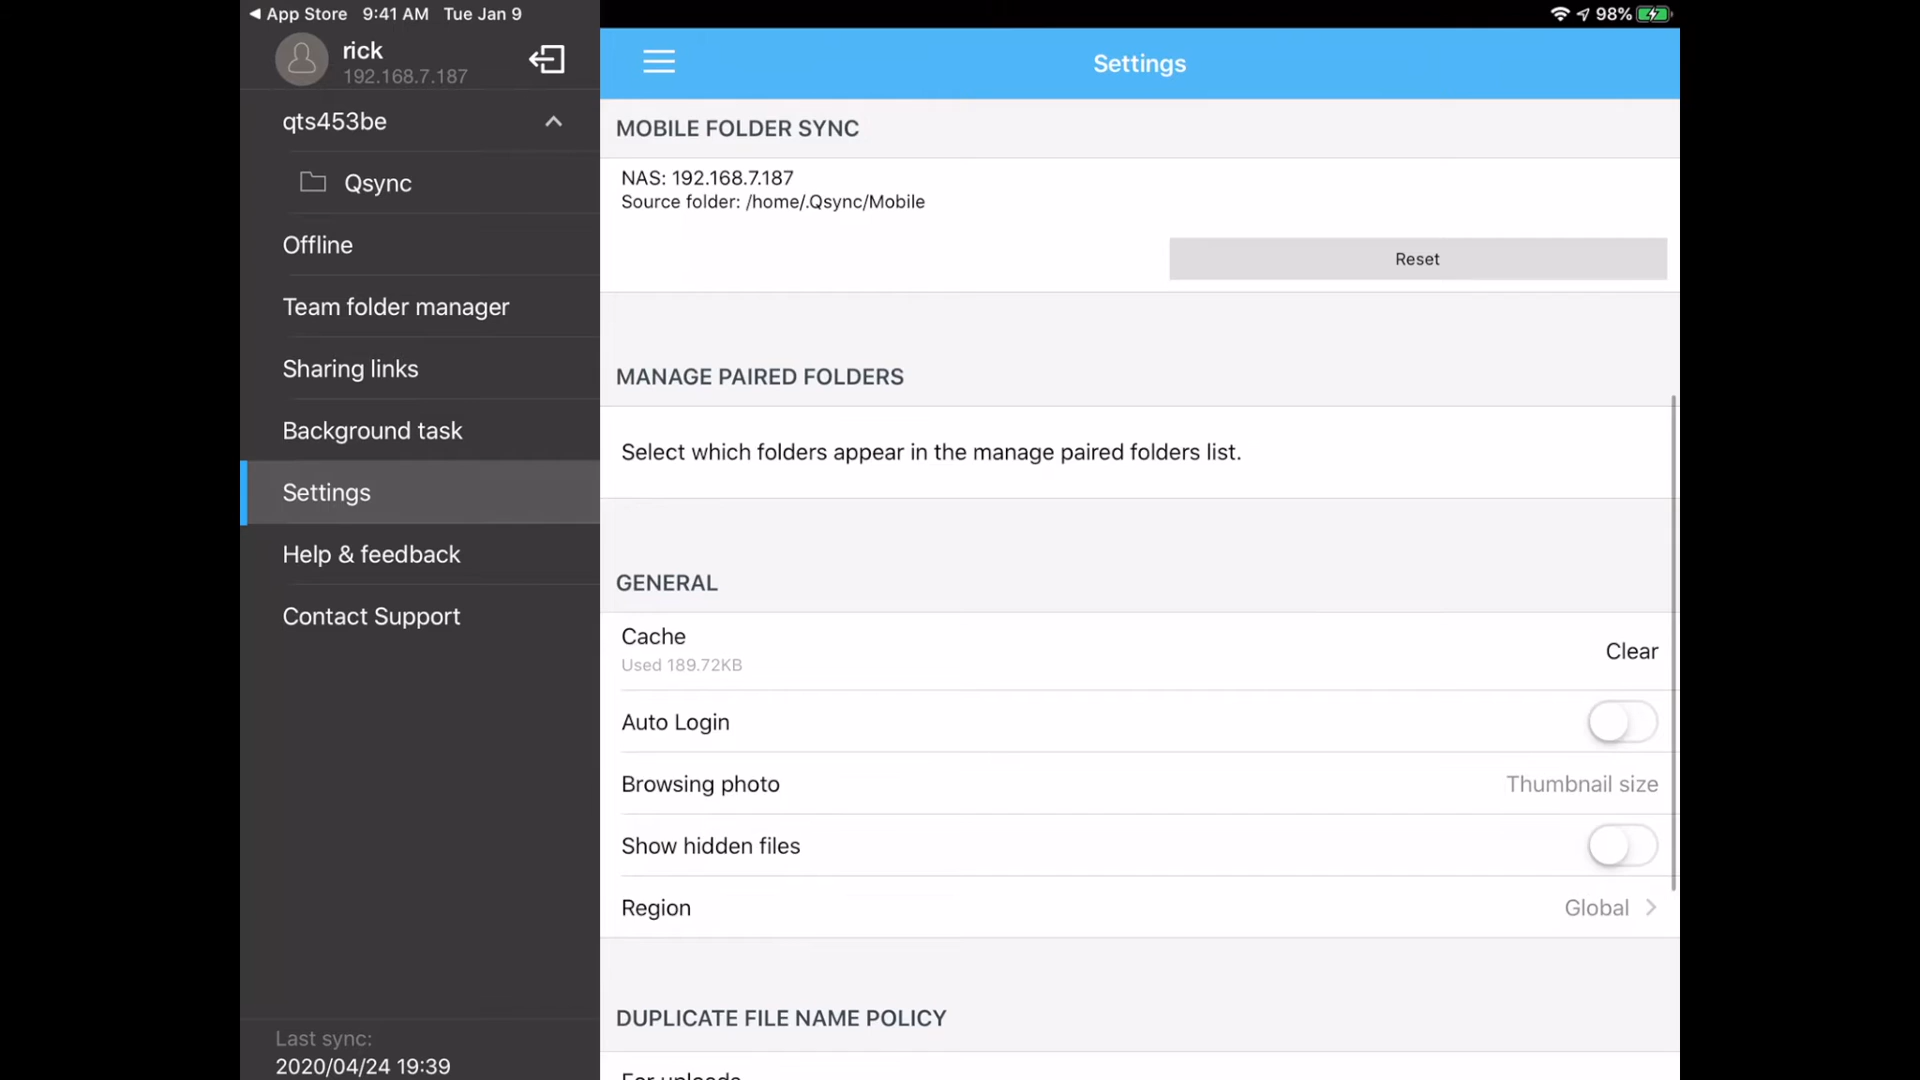 App Store 9:41 AM Tue Jan 9
98%
rick
192.168.7.187
qts453be
Qsync
Offline
Team folder manager
Sharing links
Background task
Settings
Help & feedback
Contact Support
Last sync:
2020/04/24 19:39
Settings
MOBILE FOLDER SYNC
NAS: 192.168.7.187
Source folder: /home/.Qsync/Mobile
Reset
MANAGE PAIRED FOLDERS
Select which folders appear in the manage paired folders list.
GENERAL
Cache
Used 189.72KB
Clear
Auto Login
Browsing photo
Thumbnail size
Show hidden files
Region
Global
DUPLICATE FILE NAME POLICY
For uploads